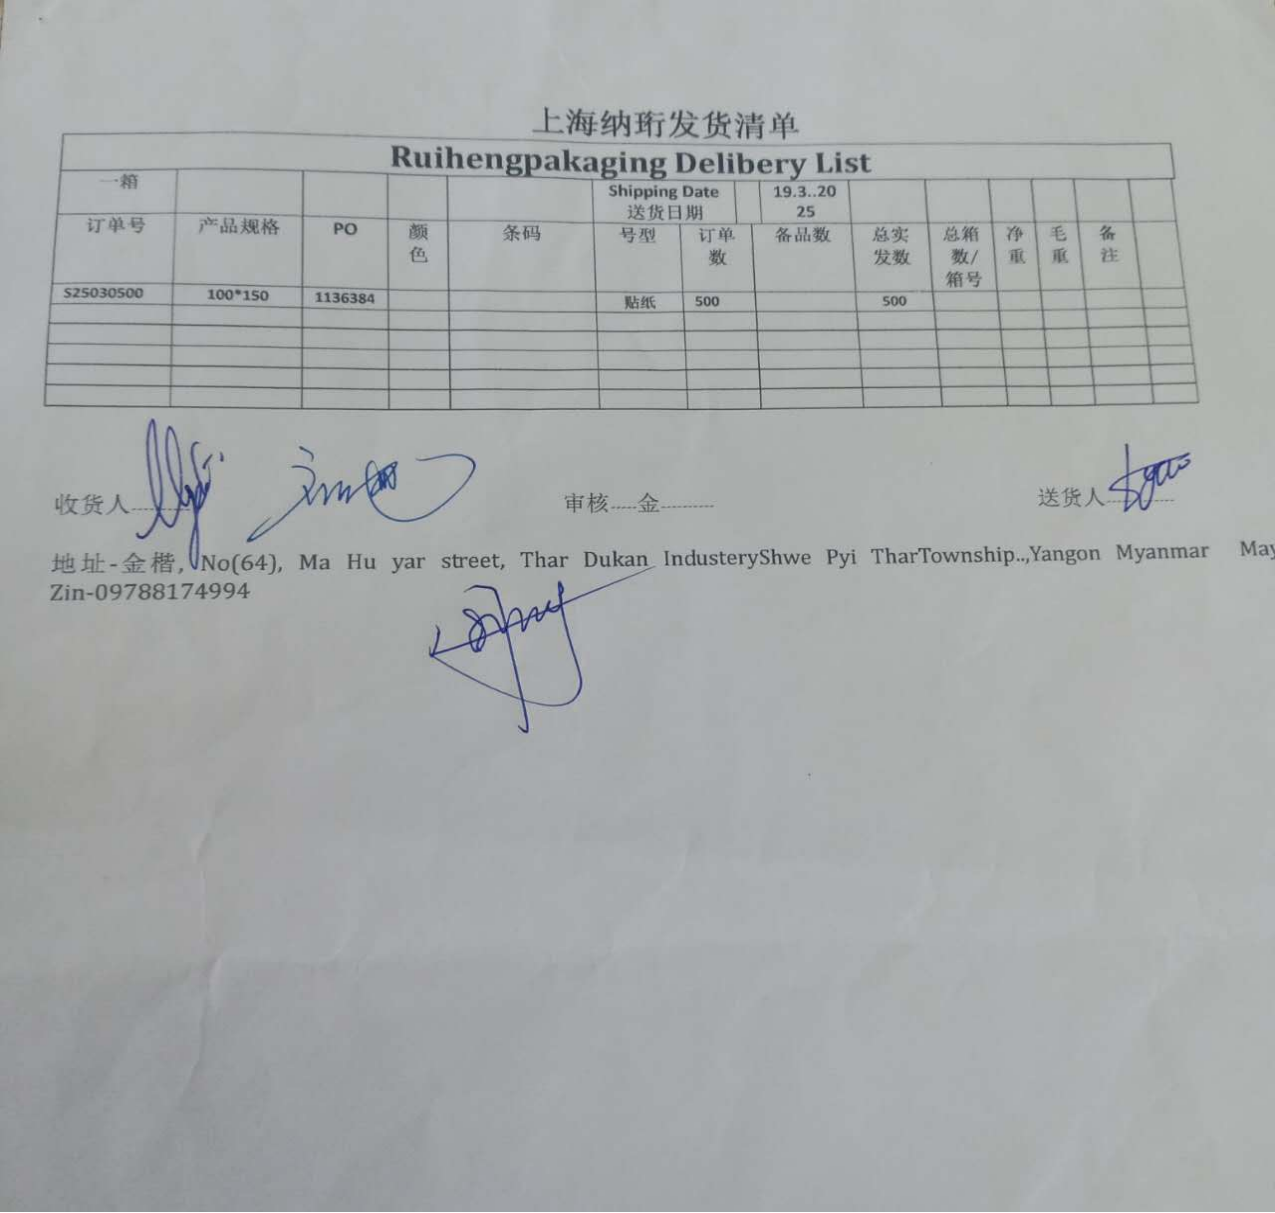 上海纳珩发货清单
Ruihengpakaging Delibery List
一箱 Shipping Date 送货日期 19.3..2025
订单号 产品规格 PO 颜色 条码 号型 订单数 备品数 总实发数 总箱数/箱号 净重 毛重 备注
S25030500 100*150 1136384 贴纸 500 500
收货人 审核.....金 送货人
地址-金楷, No(64), Ma Hu yar street, Thar Dukan IndusteryShwe Pyi TharTownship..,Yangon Myanmar May
Zin-09788174994